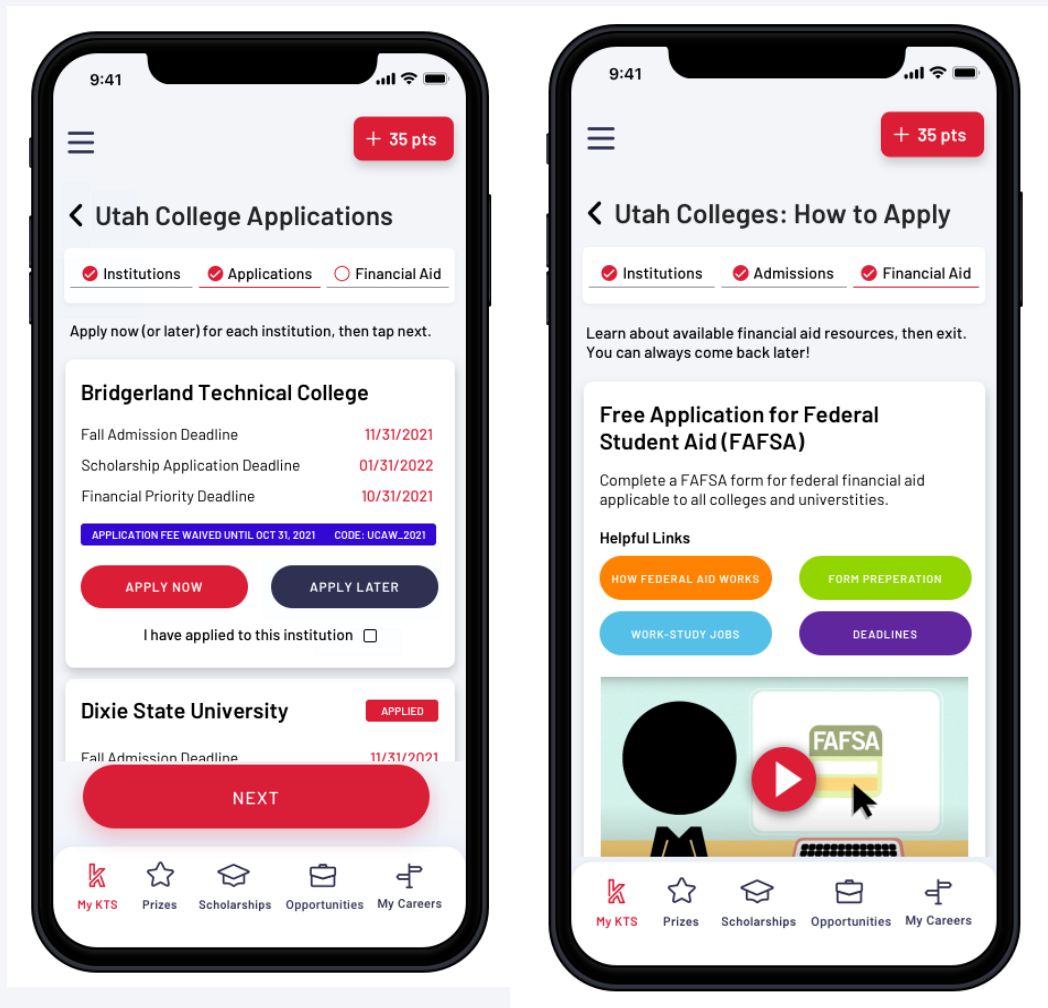 9:41
+ 35 pts
Utah College Applications
Institutions Applications Financial Aid
Apply now (or later) for each institution, then tap next.
Bridgerland Technical College
Fall Admission Deadline 11/31/2021
Scholarship Application Deadline 01/31/2022
Financial Priority Deadline 10/31/2021
APPLICATION FEE WAIVED UNTIL OCT 31, 2021 CODE: UCAW_2021
APPLY NOW APPLY LATER
I have applied to this institution
Dixie State University APPLIED
Fall Admission Deadline 11/31/2021
NEXT
My KTS Prizes Scholarships Opportunities My Careers
9:41
+ 35 pts
Utah Colleges: How to Apply
Institutions Admissions Financial Aid
Learn about available financial aid resources, then exit.
You can always come back later!
Free Application for Federal
Student Aid (FAFSA)
Complete a FAFSA form for federal financial aid
applicable to all colleges and universtities.
Helpful Links
HOW FEDERAL AID WORKS FORM PREPERATION
WORK-STUDY JOBS DEADLINES
FAFSA
My KTS Prizes Scholarships Opportunities My Careers